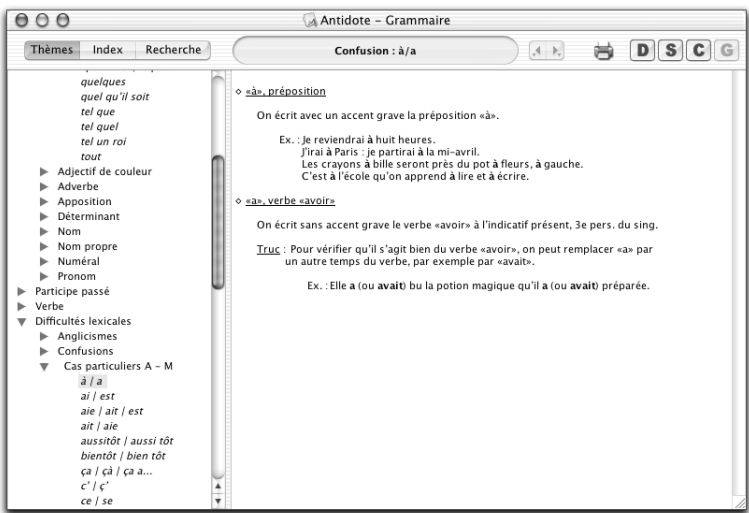 Antidote – Grammaire
Thèmes Index Recherche
Confusion : à/a
D S C G
quelques
quel qu'il soit
tel que
tel quel
tel un roi
tout
Adjectif de couleur
Adverbe
Apposition
Déterminant
Nom
Nom propre
Numéral
Pronom
Participe passé
Verbe
Difficultés lexicales
Anglicismes
Confusions
Cas particuliers A – M
à / a
ai / est
aie / ait / est
ait / aie
aussitôt / aussi tôt
bientôt / bien tôt
ça / çà / ça a...
c' / ç'
ce / se
«à», préposition
On écrit avec un accent grave la préposition «à».
Ex. : Je reviendrai à huit heures.
J'irai à Paris : je partirai à la mi-avril.
Les crayons à bille seront près du pot à fleurs, à gauche.
C'est à l'école qu'on apprend à lire et à écrire.
«a», verbe «avoir»
On écrit sans accent grave le verbe «avoir» à l'indicatif présent, 3e pers. du sing.
Truc : Pour vérifier qu'il s'agit bien du verbe «avoir», on peut remplacer «a» par
un autre temps du verbe, par exemple par «avait».
Ex. : Elle a (ou avait) bu la potion magique qu'il a (ou avait) préparée.